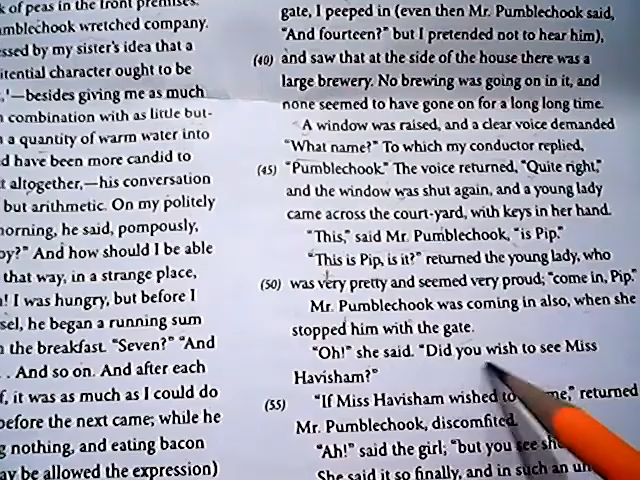 k of peas in the front premises.
mblechook wretched company.
ssed by my sister's idea that a
itential character ought to be
,'—besides giving me as much
combination with as little but-
a quantity of warm water into
d have been more candid to
t altogether,—his conversation
but arithmetic. On my politely
orning, he said, pompously,
oy?" And how should I be able
that way, in a strange place,
! I was hungry, but before I
sel, he began a running sum
the breakfast. "Seven?" "And
. . And so on. And after each
f, it was as much as I could do
before the next came; while he
g nothing, and eating bacon
ay be allowed the expression)
gate, I peeped in (even then Mr. Pumblechook said,
"And fourteen?" but I pretended not to hear him),
(40) and saw that at the side of the house there was a
large brewery. No brewing was going on in it, and
none seemed to have gone on for a long long time.
A window was raised, and a clear voice demanded
"What name?" To which my conductor replied,
(45) "Pumblechook." The voice returned, "Quite right,"
and the window was shut again, and a young lady
came across the court-yard, with keys in her hand.
"This," said Mr. Pumblechook, "is Pip."
"This is Pip, is it?" returned the young lady, who
(50) was very pretty and seemed very proud; "come in, Pip."
Mr. Pumblechook was coming in also, when she
stopped him with the gate.
"Oh!" she said. "Did you wish to see Miss
Havisham?"
(55) "If Miss Havisham wished to me," returned
Mr. Pumblechook, discomfited.
"Ah!" said the girl; "but you see
She said it so finally, and in such an un